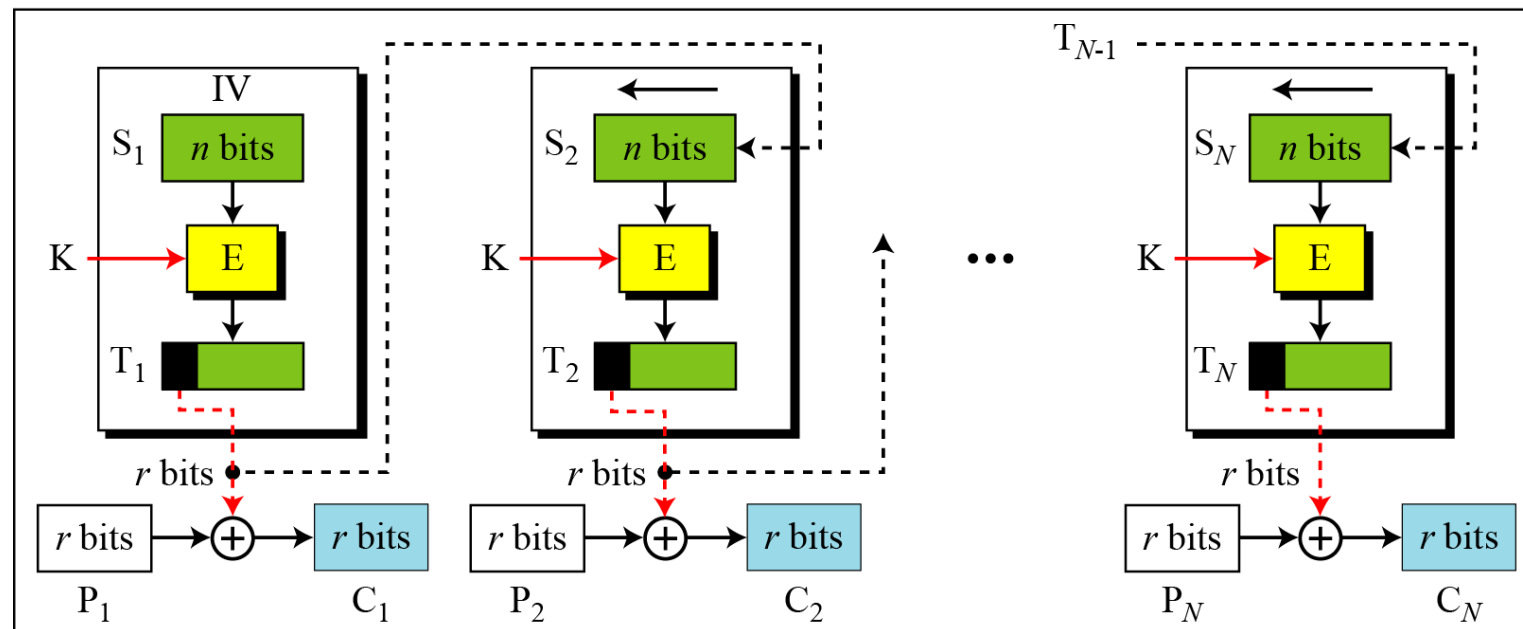 T_{N-1}
IV
S_1 n bits
S_2 n bits
S_N n bits
K E
K E
... K E
T_1
T_2
T_N
r bits
r bits
r bits
r bits + r bits
r bits + r bits
r bits + r bits
P_1 C_1
P_2 C_2
P_N C_N